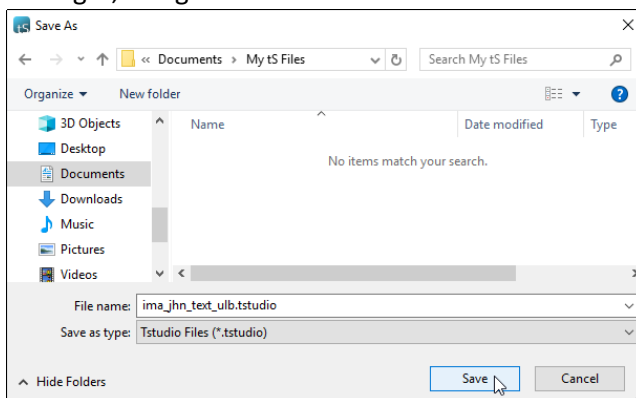 tS Save As
« Documents › My tS Files
Search My tS Files
Organize
New folder
3D Objects
Desktop
Documents
Downloads
Music
Pictures
Videos
Name
Date modified
Type
No items match your search.
File name: ima_jhn_text_ulb.tstudio
Save as type: Tstudio Files (*.tstudio)
Hide Folders
Save
Cancel